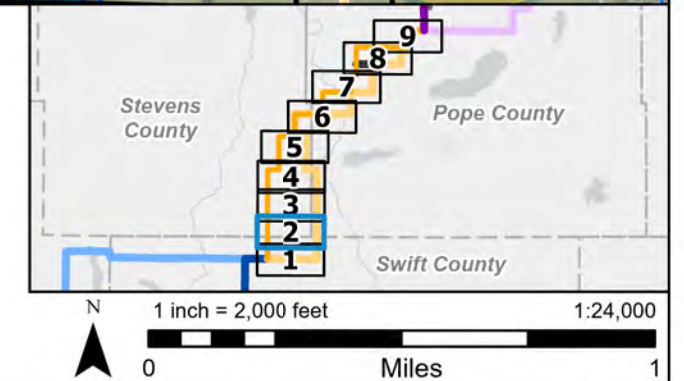 9
8
7
Stevens
County
Pope County
6
5
4
3
2
1
Swift County
N
1 inch = 2,000 feet
1:24,000
0
Miles
1